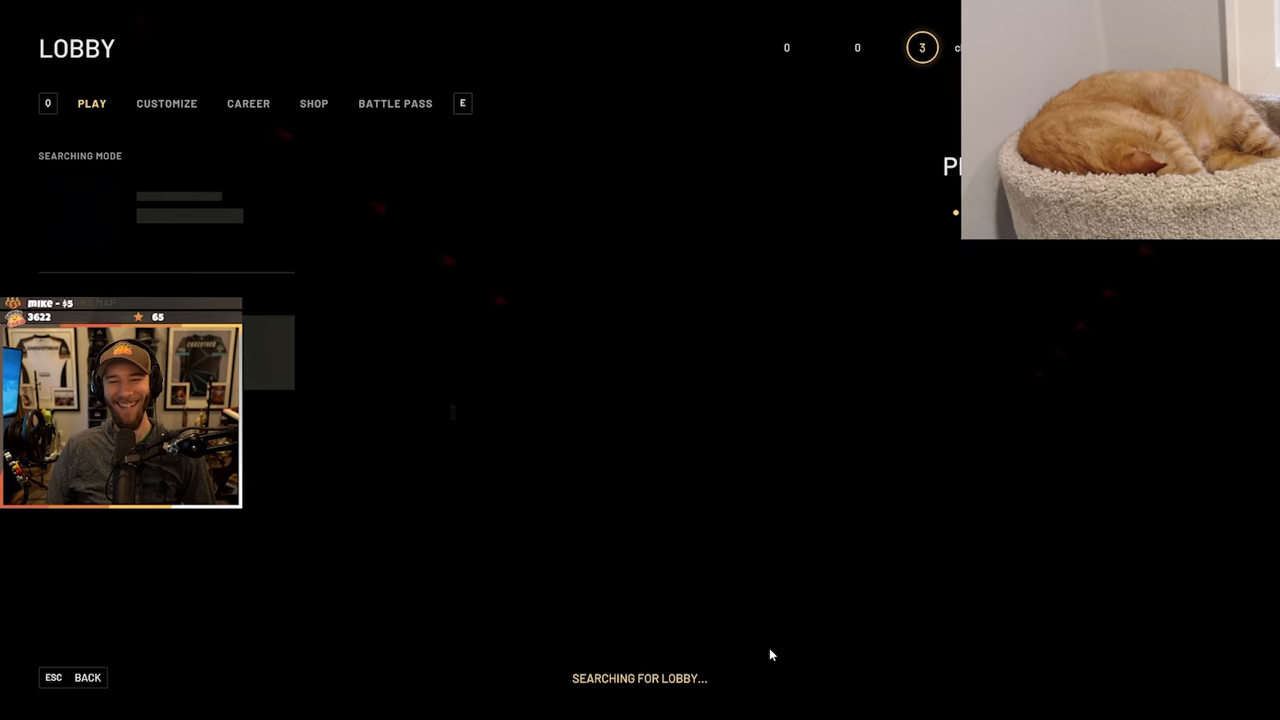 LOBBY
0
0
3
Q
PLAY
CUSTOMIZE
CAREER
SHOP
BATTLE PASS
E
SEARCHING MODE
mike - $5
3622
65
ESC BACK
SEARCHING FOR LOBBY...